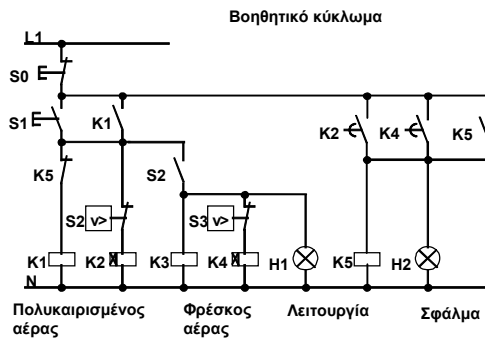 Βοηθητικό κύκλωμα
L1
S0
S1
K1
K2
K4
K5
K5
S2
S2 v>
S3 v>
K1
K2
K3
K4
H1
K5
H2
N
Πολυκαιρισμένος αέρας
Φρέσκος αέρας
Λειτουργία
Σφάλμα